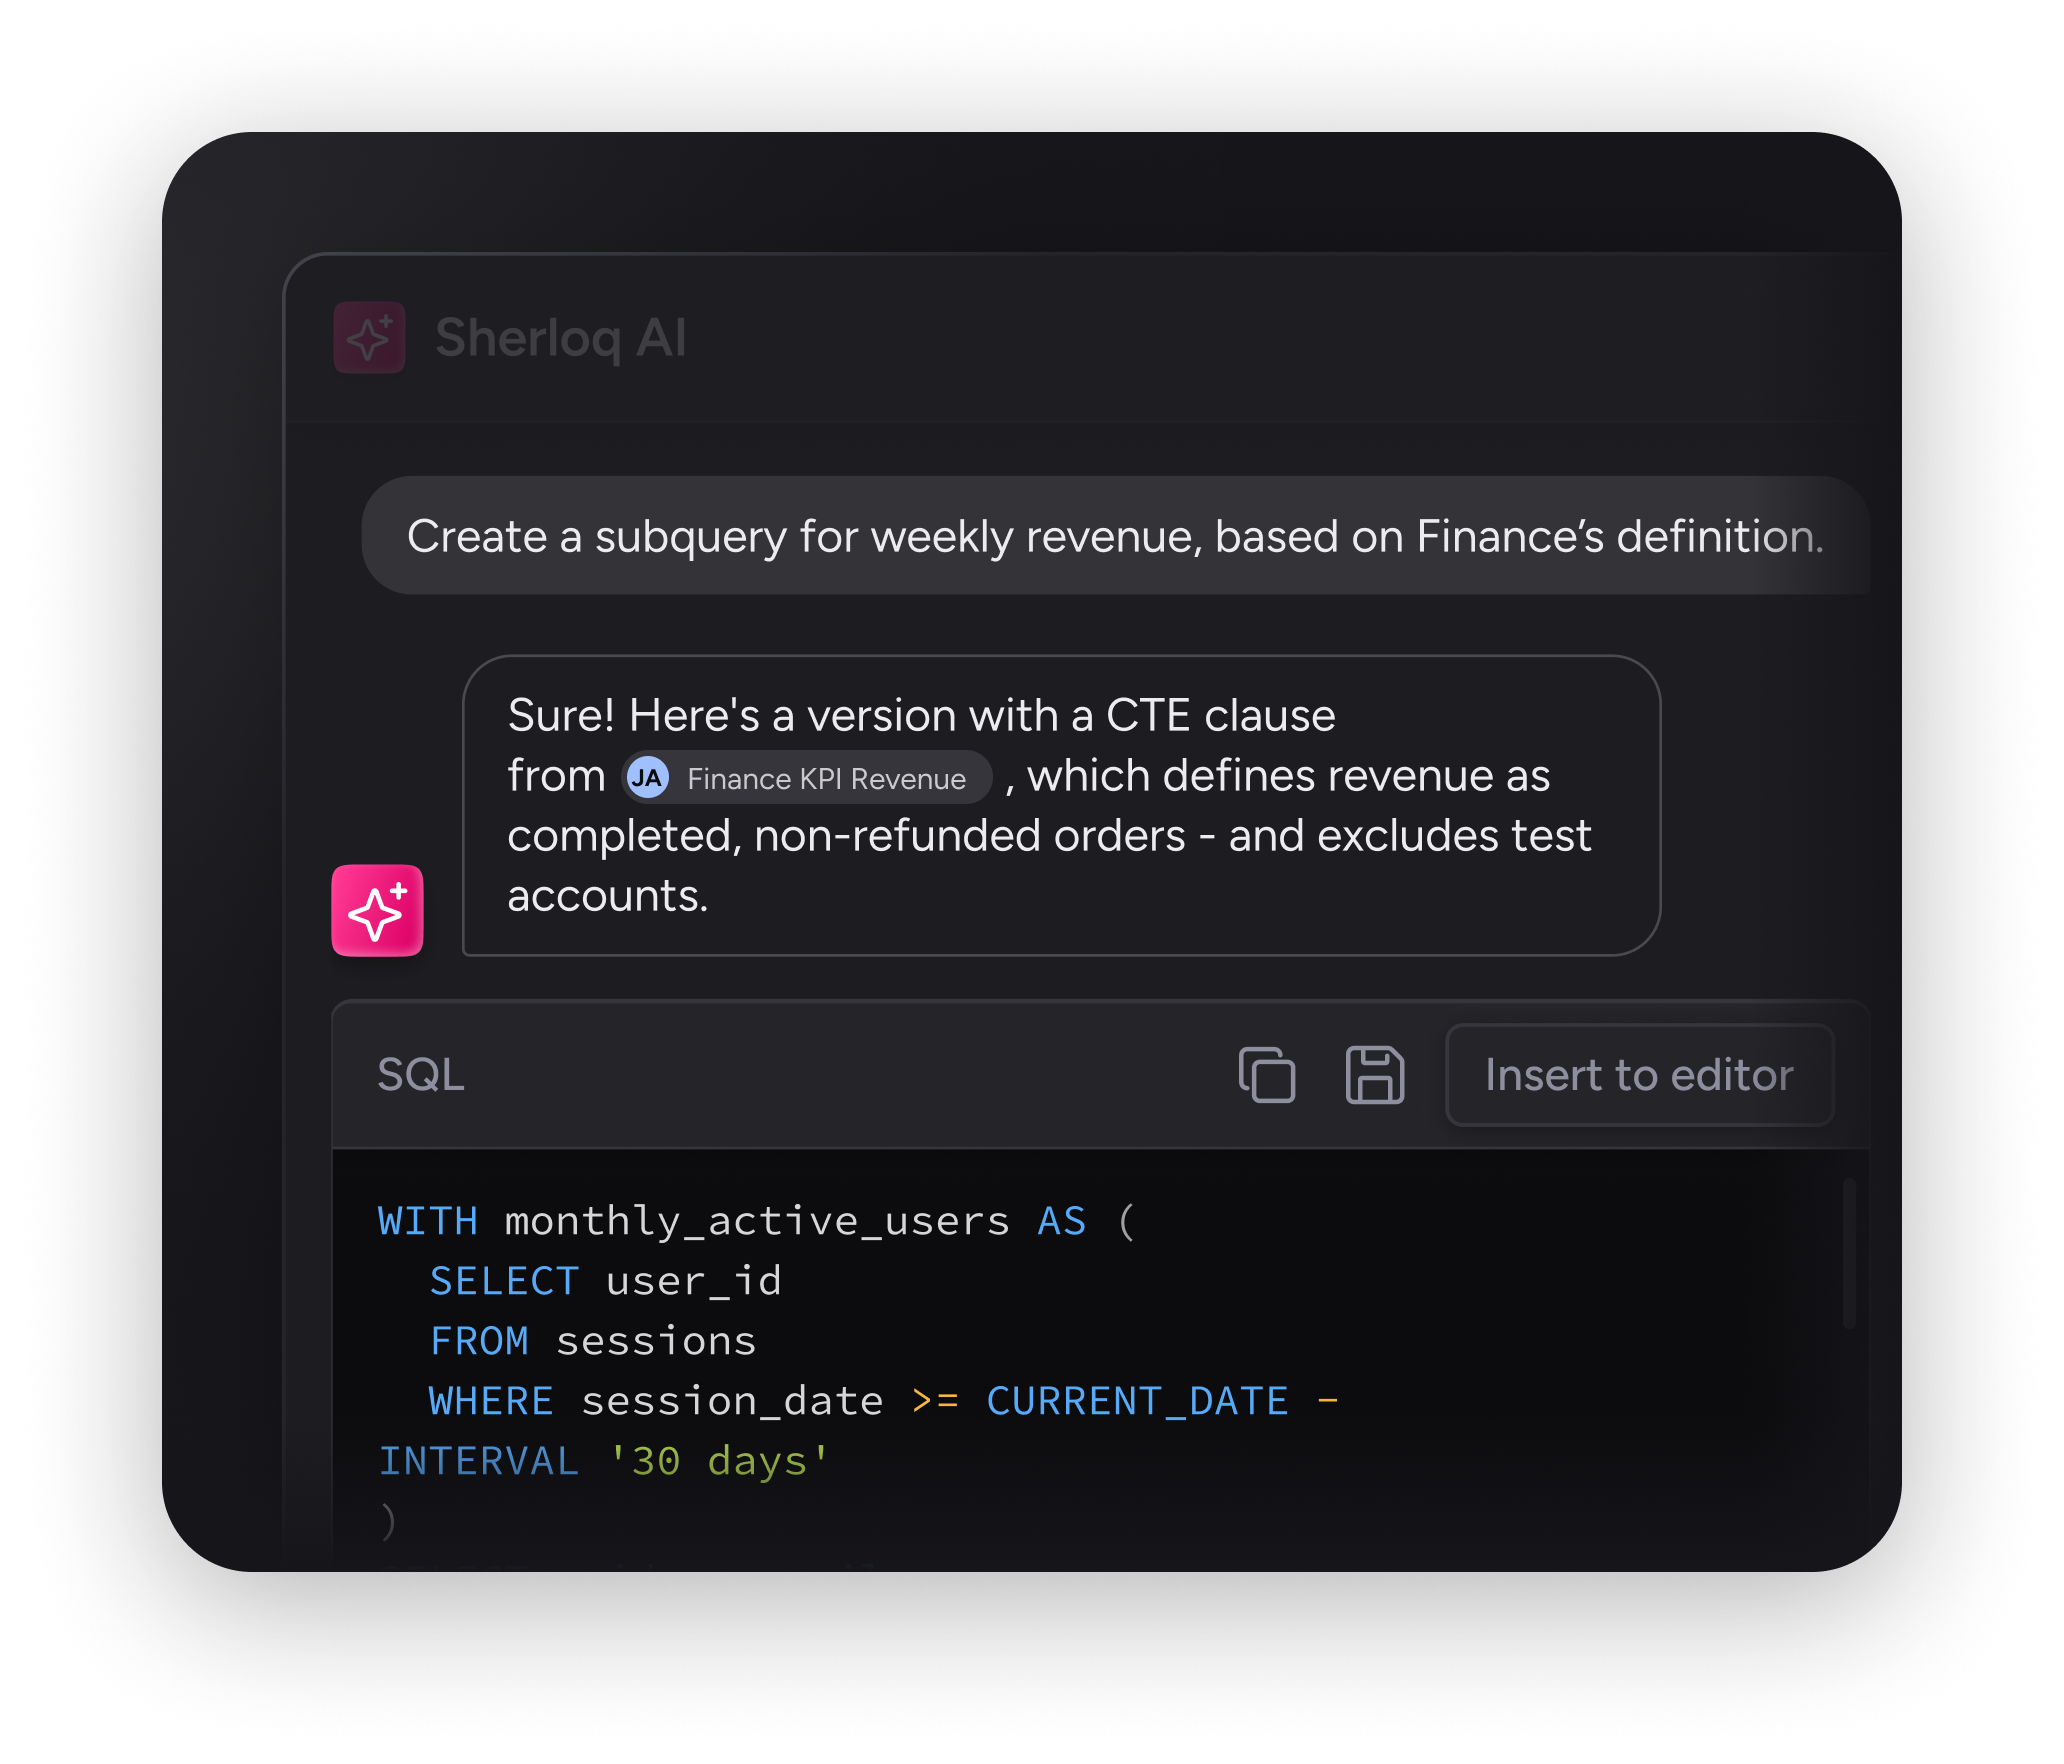 Sherloq AI
Create a subquery for weekly revenue, based on Finance’s definition.
Sure! Here's a version with a CTE clause
from JA Finance KPI Revenue , which defines revenue as
completed, non-refunded orders - and excludes test
accounts.
SQL
Insert to editor
WITH monthly_active_users AS (
SELECT user_id
FROM sessions
WHERE session_date >= CURRENT_DATE -
INTERVAL '30 days'
)